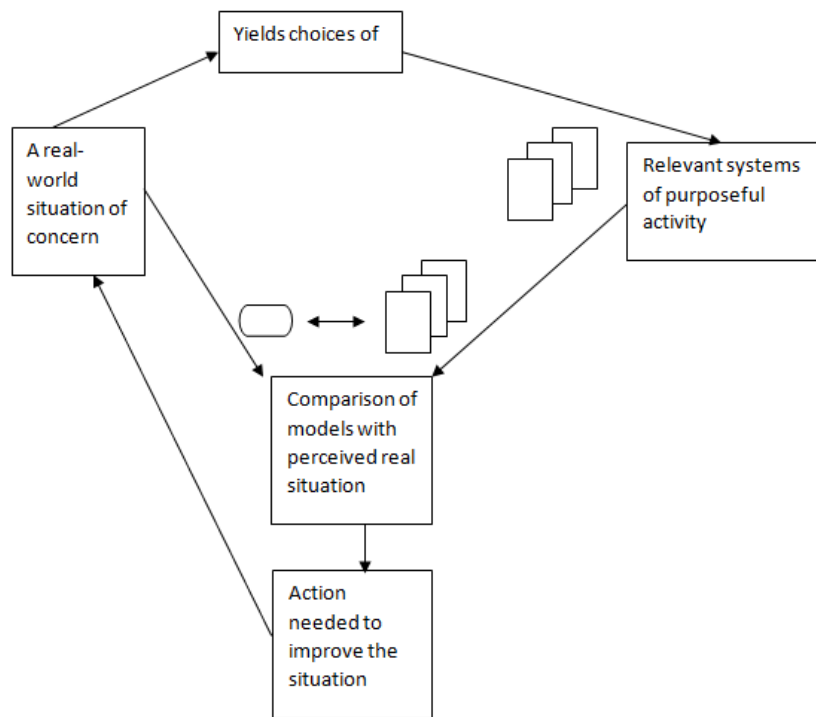 Yields choices of
A real-
world
situation of
concern
Relevant systems
of purposeful
activity
Comparison of
models with
perceived real
situation
Action
needed to
improve the
situation